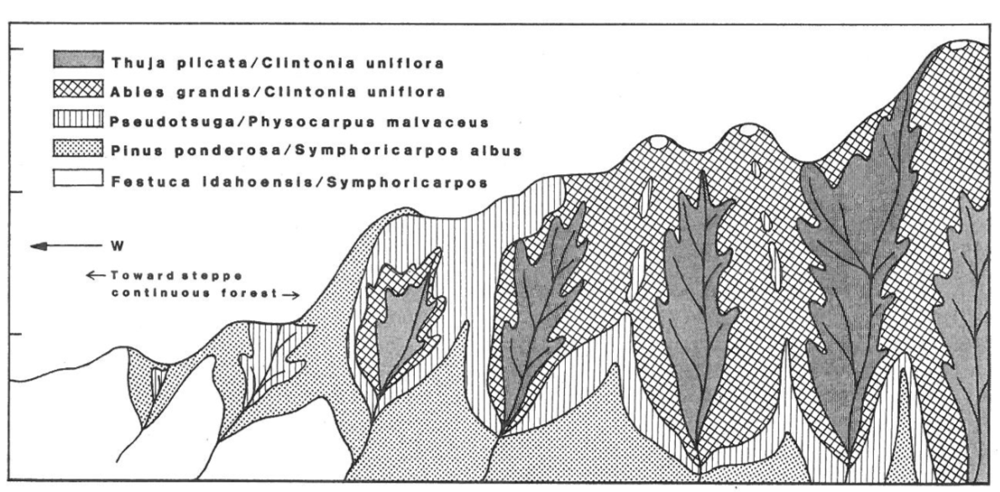 Thuja plicata/Clintonia uniflora
Abies grandis/Clintonia uniflora
Pseudotsuga/Physocarpus malvaceus
Pinus ponderosa/Symphoricarpos albus
Festuca idahoensis/Symphoricarpos
← W
← Toward steppe
continuous forest →